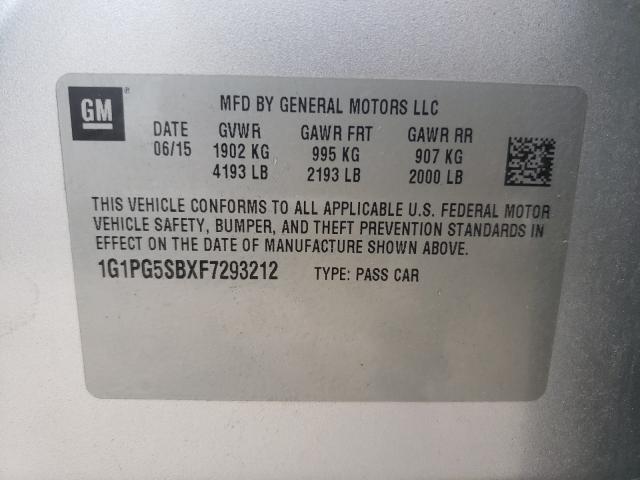 GM ®
MFD BY GENERAL MOTORS LLC
DATE GVWR GAWR FRT GAWR RR
06/15 1902 KG 995 KG 907 KG
4193 LB 2193 LB 2000 LB
THIS VEHICLE CONFORMS TO ALL APPLICABLE U.S. FEDERAL MOTOR
VEHICLE SAFETY, BUMPER, AND THEFT PREVENTION STANDARDS IN
EFFECT ON THE DATE OF MANUFACTURE SHOWN ABOVE.
1G1PG5SBXF7293212 TYPE: PASS CAR